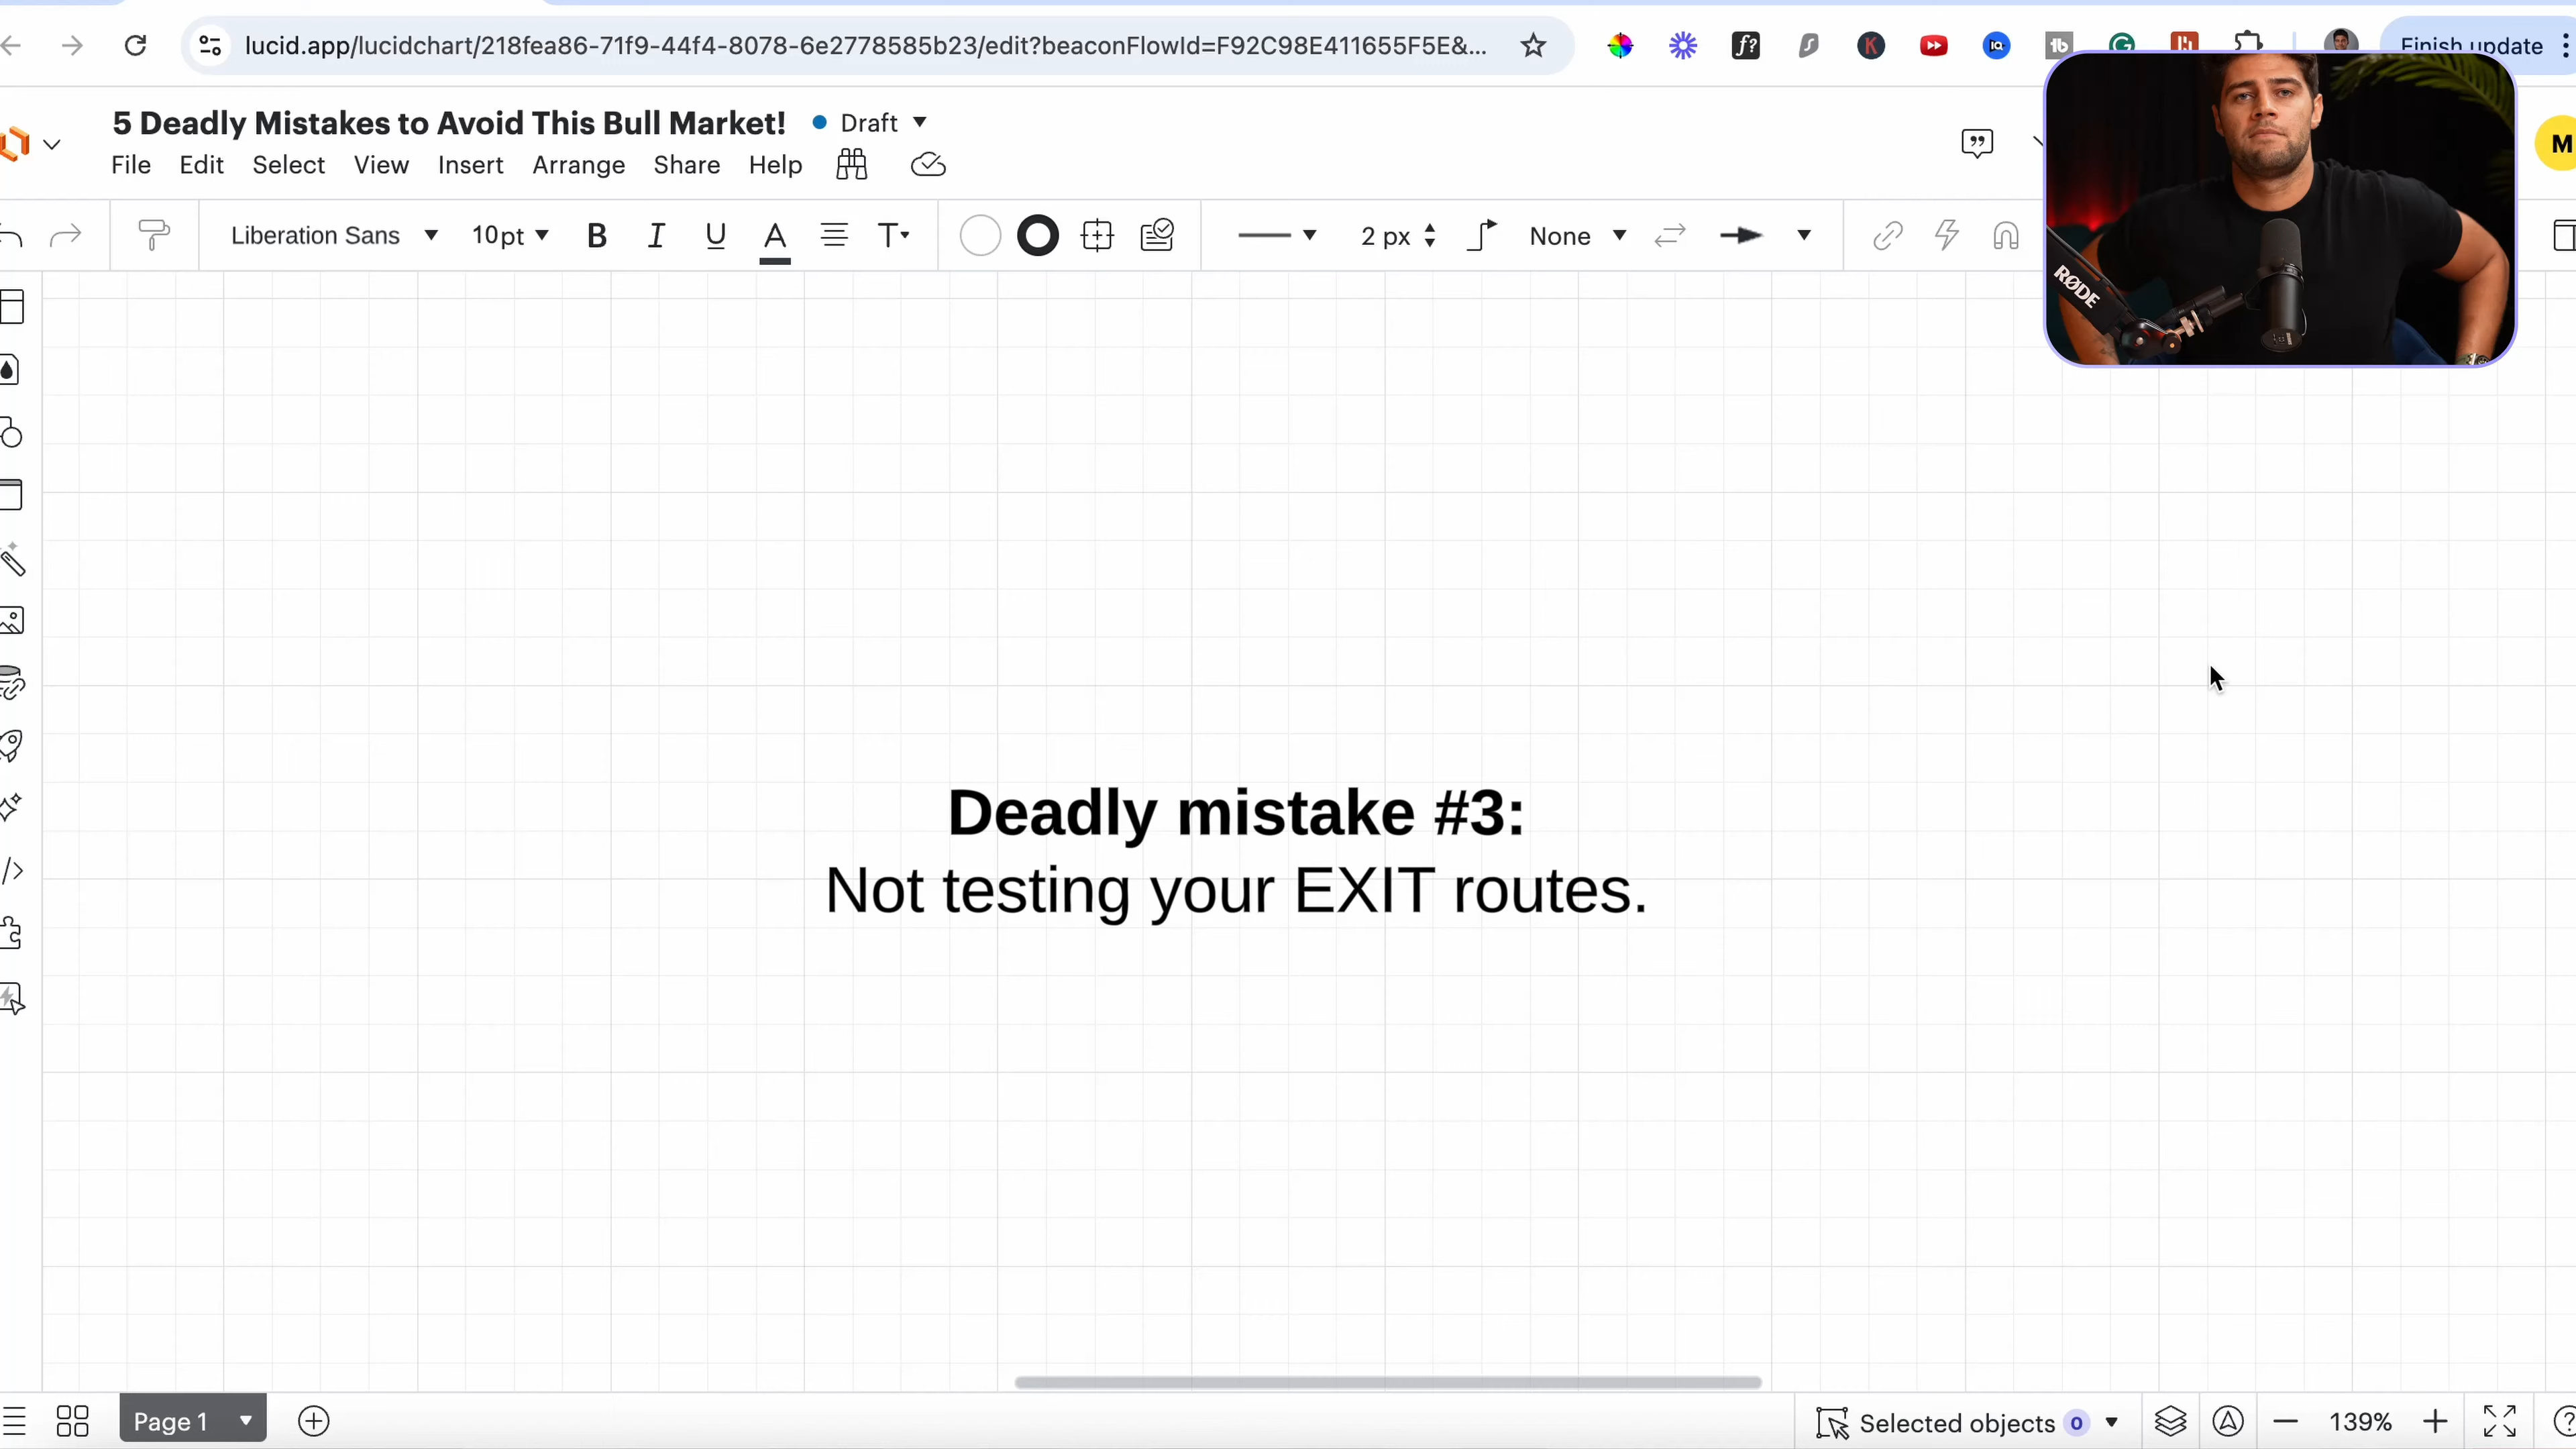 lucid.app/lucidchart/218fea86-71f9-44f4-8078-6e2778585b23/edit?beaconFlowId=F92C98E411655F5E&...
Finish update
5 Deadly Mistakes to Avoid This Bull Market!
Draft
File Edit Select View Insert Arrange Share Help
M
Liberation Sans
10pt
B I U A T
2 px
None
RØDE
Deadly mistake #3:
Not testing your EXIT routes.
Page 1
Selected objects 0
139%